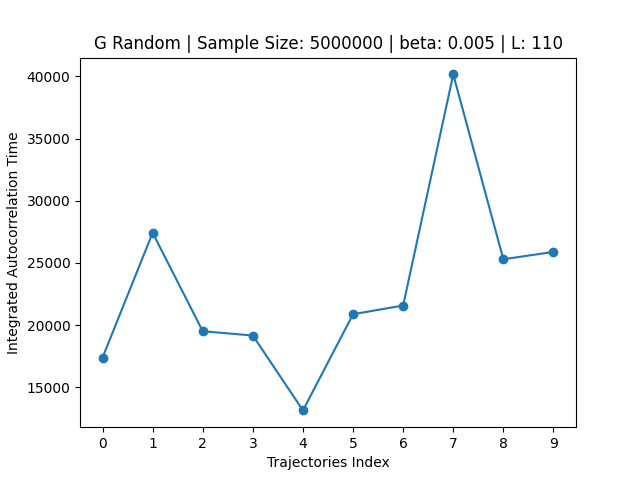 G Random | Sample Size: 5000000 | beta: 0.005 | L: 110
40000
35000
30000
25000
20000
15000
Integrated Autocorrelation Time
0 1 2 3 4 5 6 7 8 9
Trajectories Index